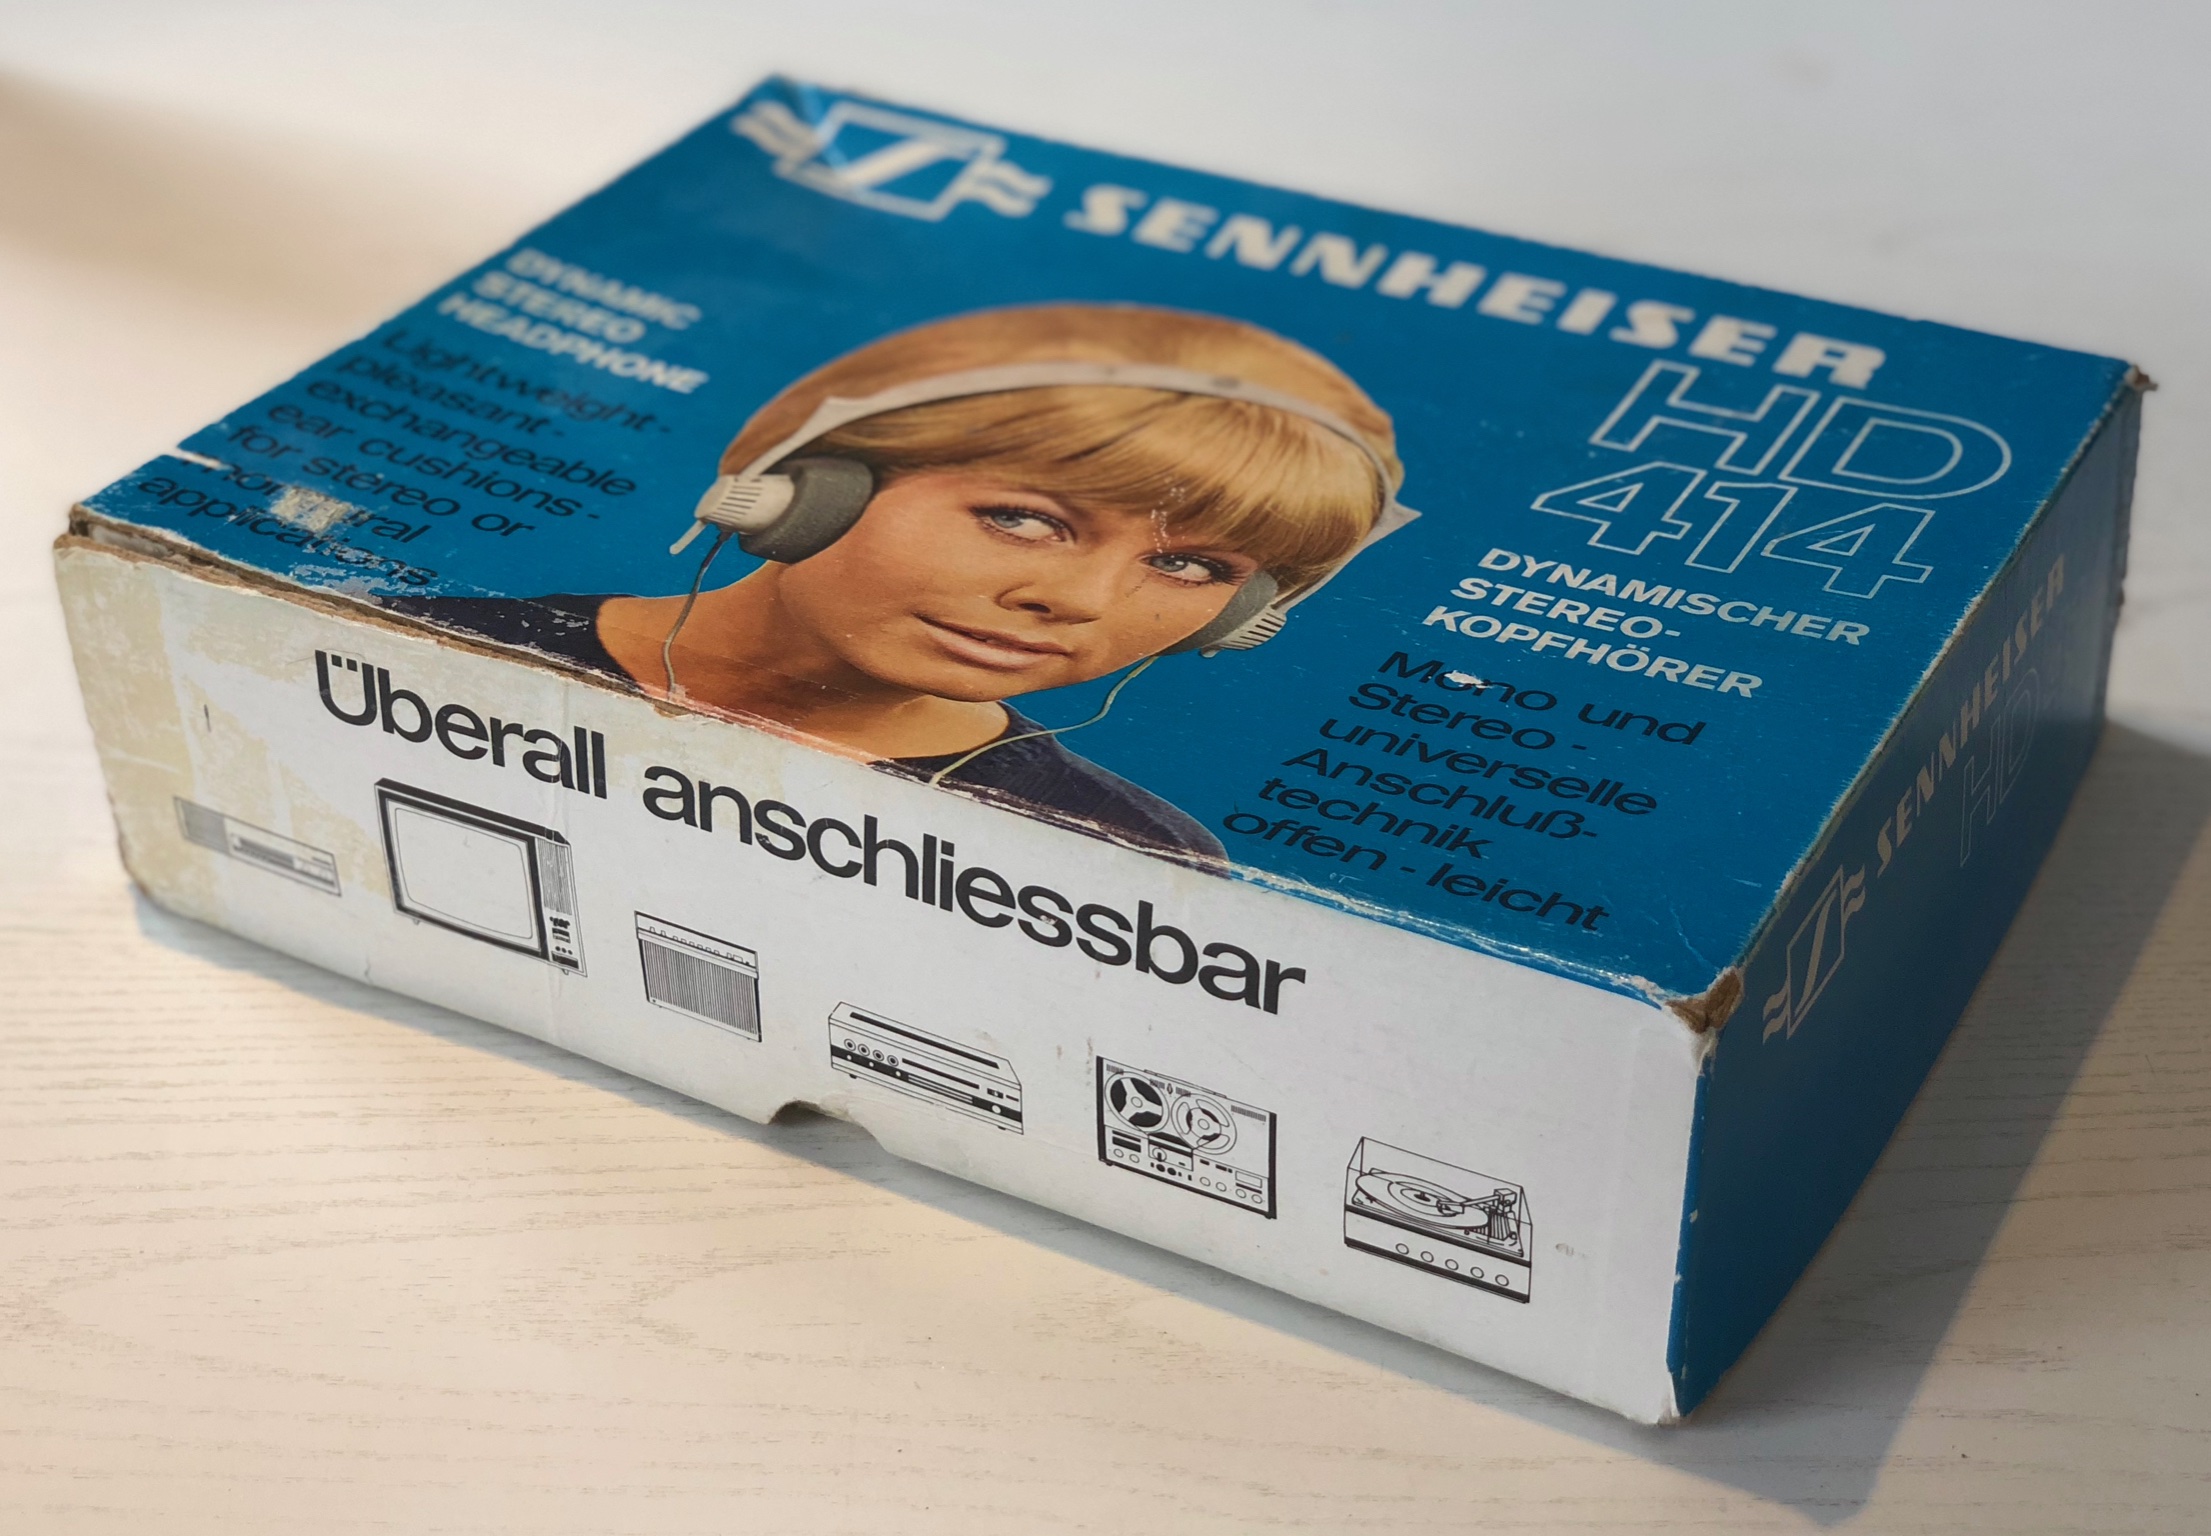 SENNHEISER
HD
414
DYNAMIC
STEREO
HEADPHONE
Lightweight-
pleasant-
exchangeable
ear cushions-
for stereo or
applications
DYNAMISCHER
STEREO-
KOPFHÖRER
Mono und
Stereo -
universelle
Anschluß-
technik
offen - leicht
Überall anschliessbar
SENNHEISER
HD